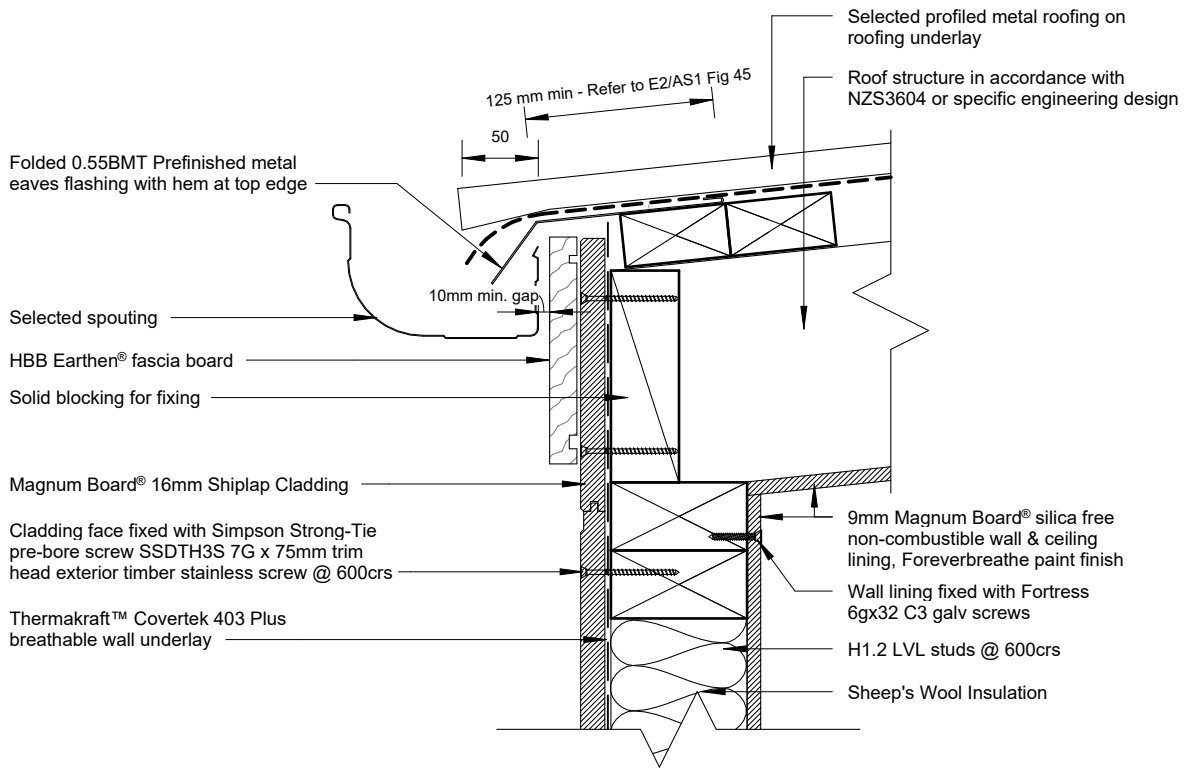 Selected profiled metal roofing on
roofing underlay
125 mm min - Refer to E2/AS1 Fig 45
Roof structure in accordance with
NZS3604 or specific engineering design
50
Folded 0.55BMT Prefinished metal
eaves flashing with hem at top edge
10mm min. gap
Selected spouting
HBB Earthen® fascia board
Solid blocking for fixing
Magnum Board® 16mm Shiplap Cladding
Cladding face fixed with Simpson Strong-Tie
pre-bore screw SSDTH3S 7G x 75mm trim
head exterior timber stainless screw @ 600crs
Thermakraft™ Covertek 403 Plus
breathable wall underlay
9mm Magnum Board® silica free
non-combustible wall & ceiling
lining, Foreverbreathe paint finish
Wall lining fixed with Fortress
6gx32 C3 galv screws
H1.2 LVL studs @ 600crs
Sheep's Wool Insulation